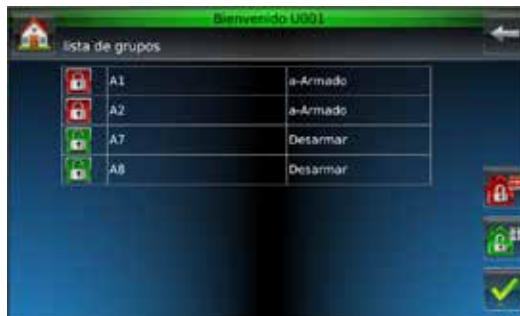 Bienvenido U001
lista de grupos
A1 a-Armado
A2 a-Armado
A7 Desarmar
A8 Desarmar